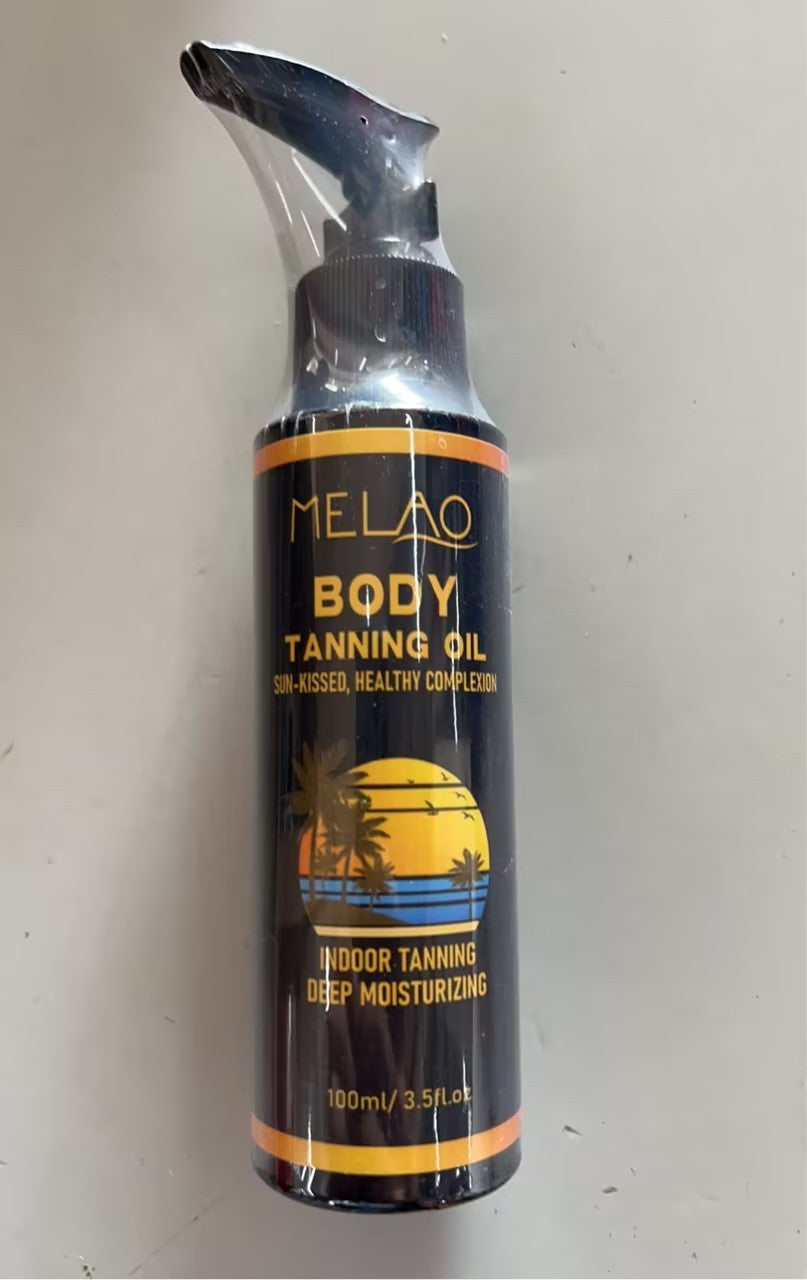 MELAO
BODY
TANNING OIL
SUN-KISSED, HEALTHY COMPLEXION
INDOOR TANNING
DEEP MOISTURIZING
100ml/ 3.5fl.oz